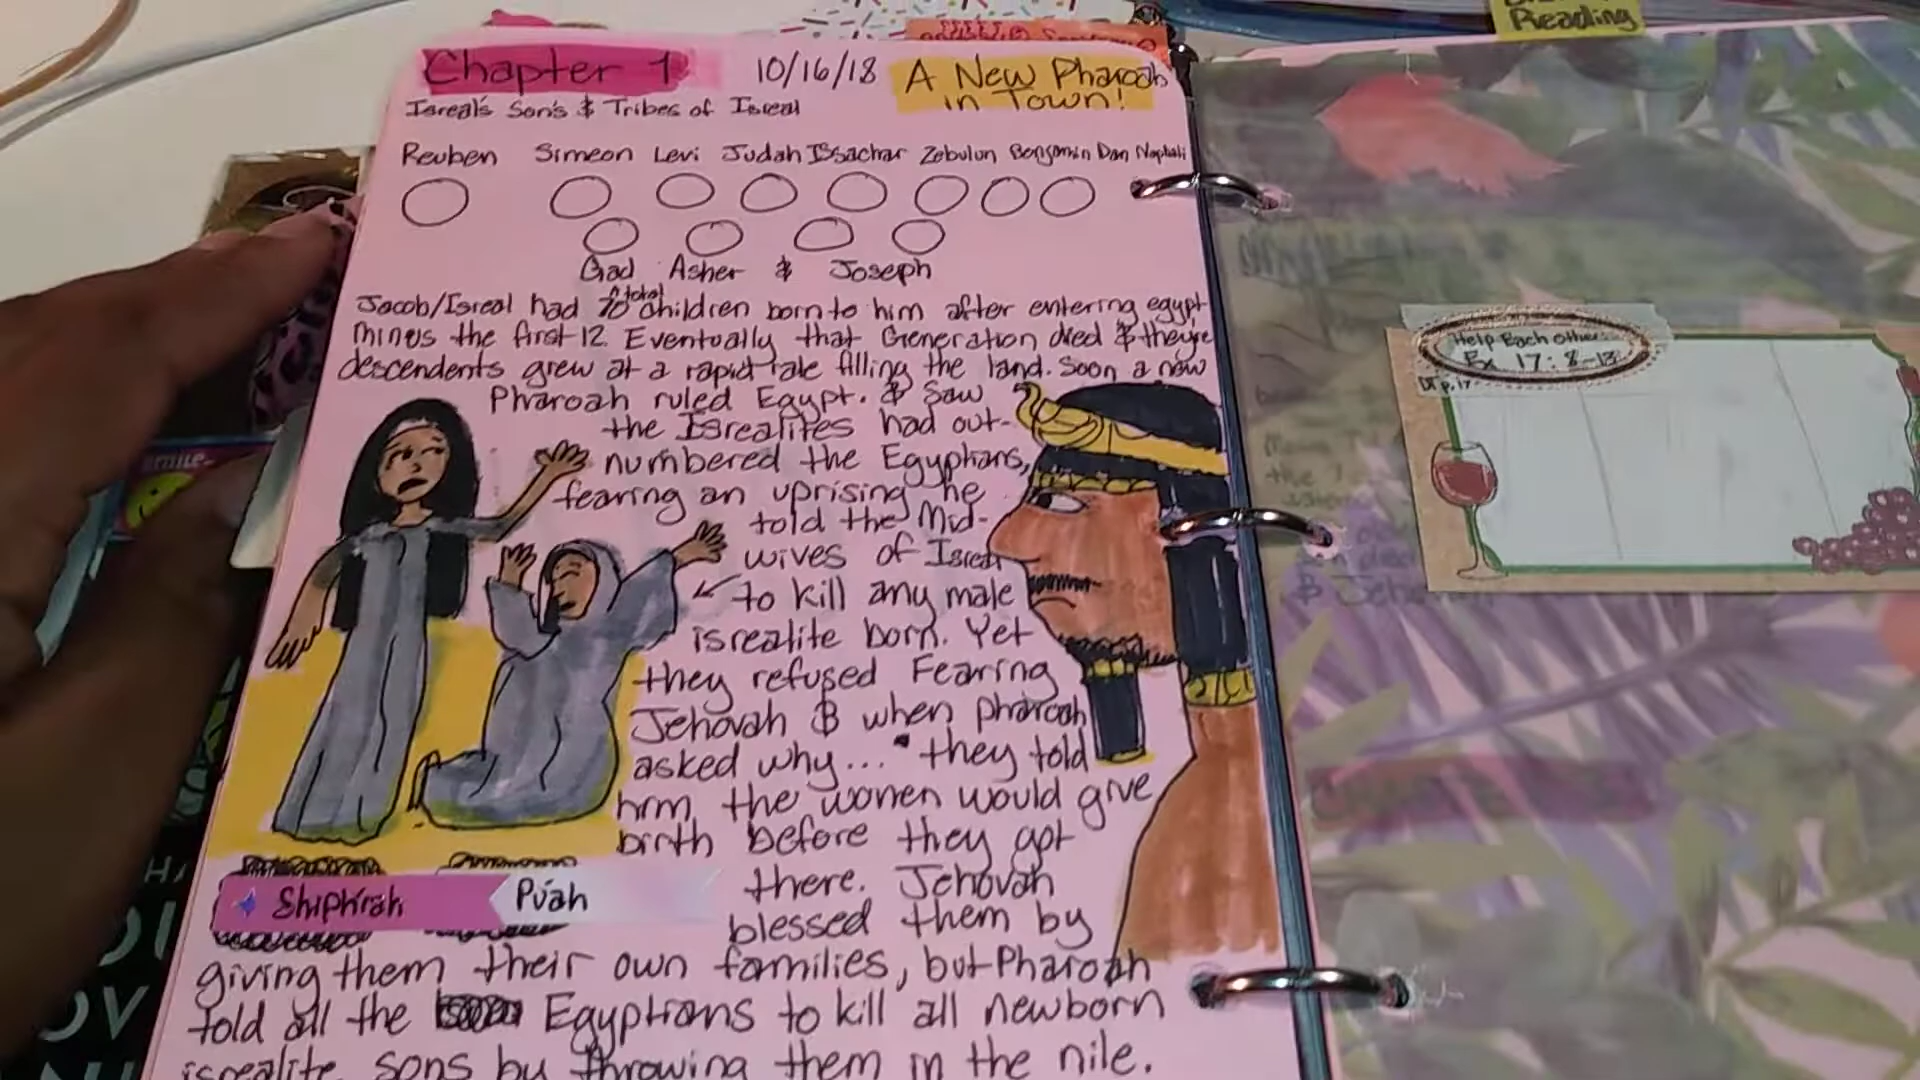 Reading
Chapter 1 10/16/18 A New Pharoah
in Town!
Isreal's Son's & Tribes of Isreal
Reuben Simeon Levi Judah Issachar Zebulun Benjamin Dan Naphtali
Gad Asher & Joseph
Jacob/Isreal had 70 total children born to him after entering egypt
minus the first 12. Eventually that Generation died & they're
descendents grew at a rapid rate filling the land. Soon a new
Pharoah ruled Egypt. & Saw
the Isrealites had out-
numbered the Egyptians,
fearing an uprising he
told the Mid-
wives of Isreal
to kill any male
isrealite born. Yet
they refused Fearing
Jehovah & when pharoah
asked why... they told
him the women would give
birth before they got
there. Jehovah
blessed them by
giving them their own families, but Pharoah
told all the Egyptians to kill all newborn
isrealite sons by throwing them in the nile.
Shiphrah Puah
Help Each other
Ex 17:8-13